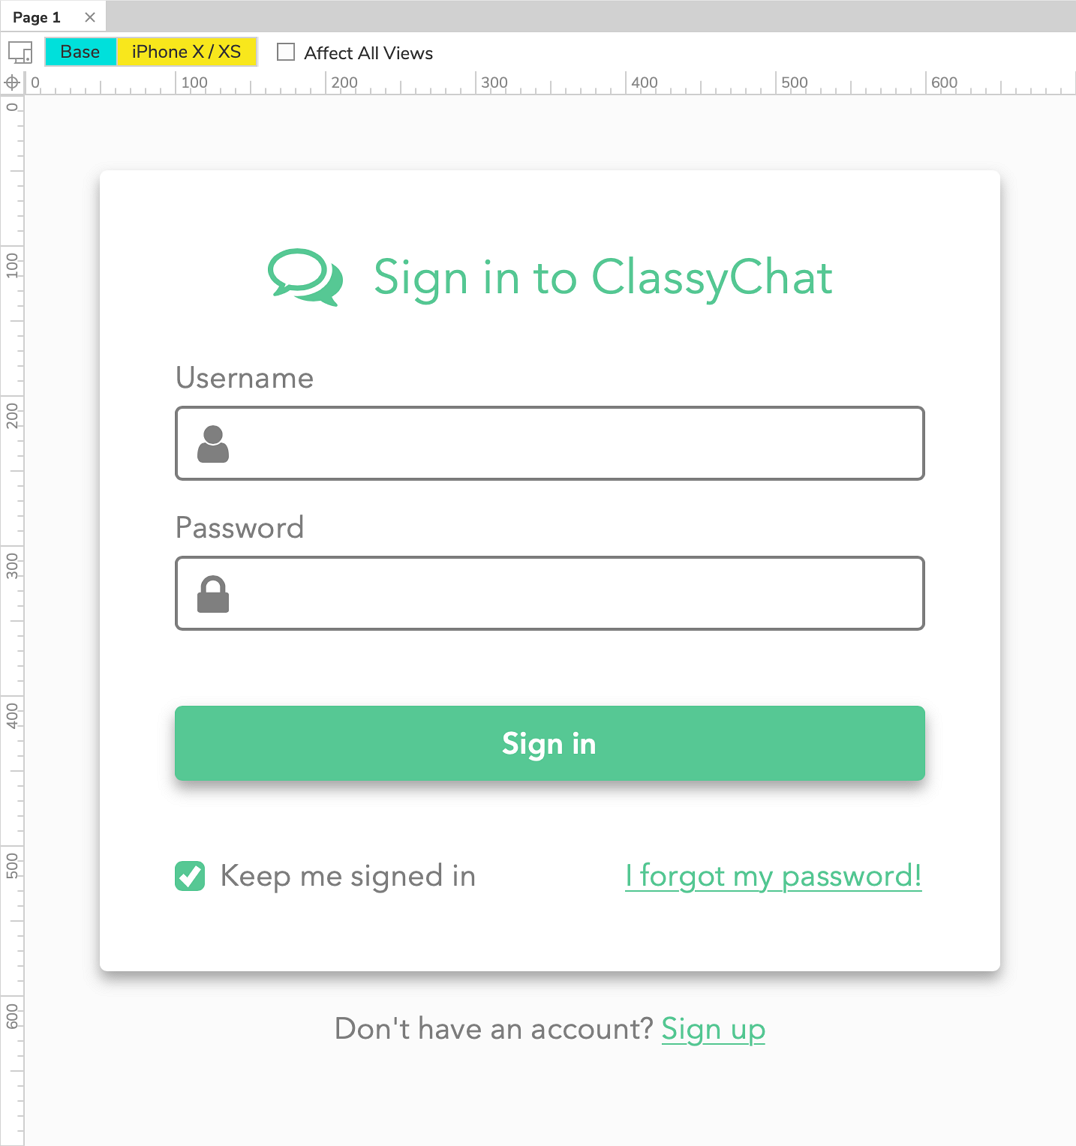 Page 1
Base iPhone X / XS Affect All Views
0 100 200 300 400 500 600
0
100
200
300
400
500
600
Sign in to ClassyChat
Username
Password
Sign in
Keep me signed in I forgot my password!
Don't have an account? Sign up